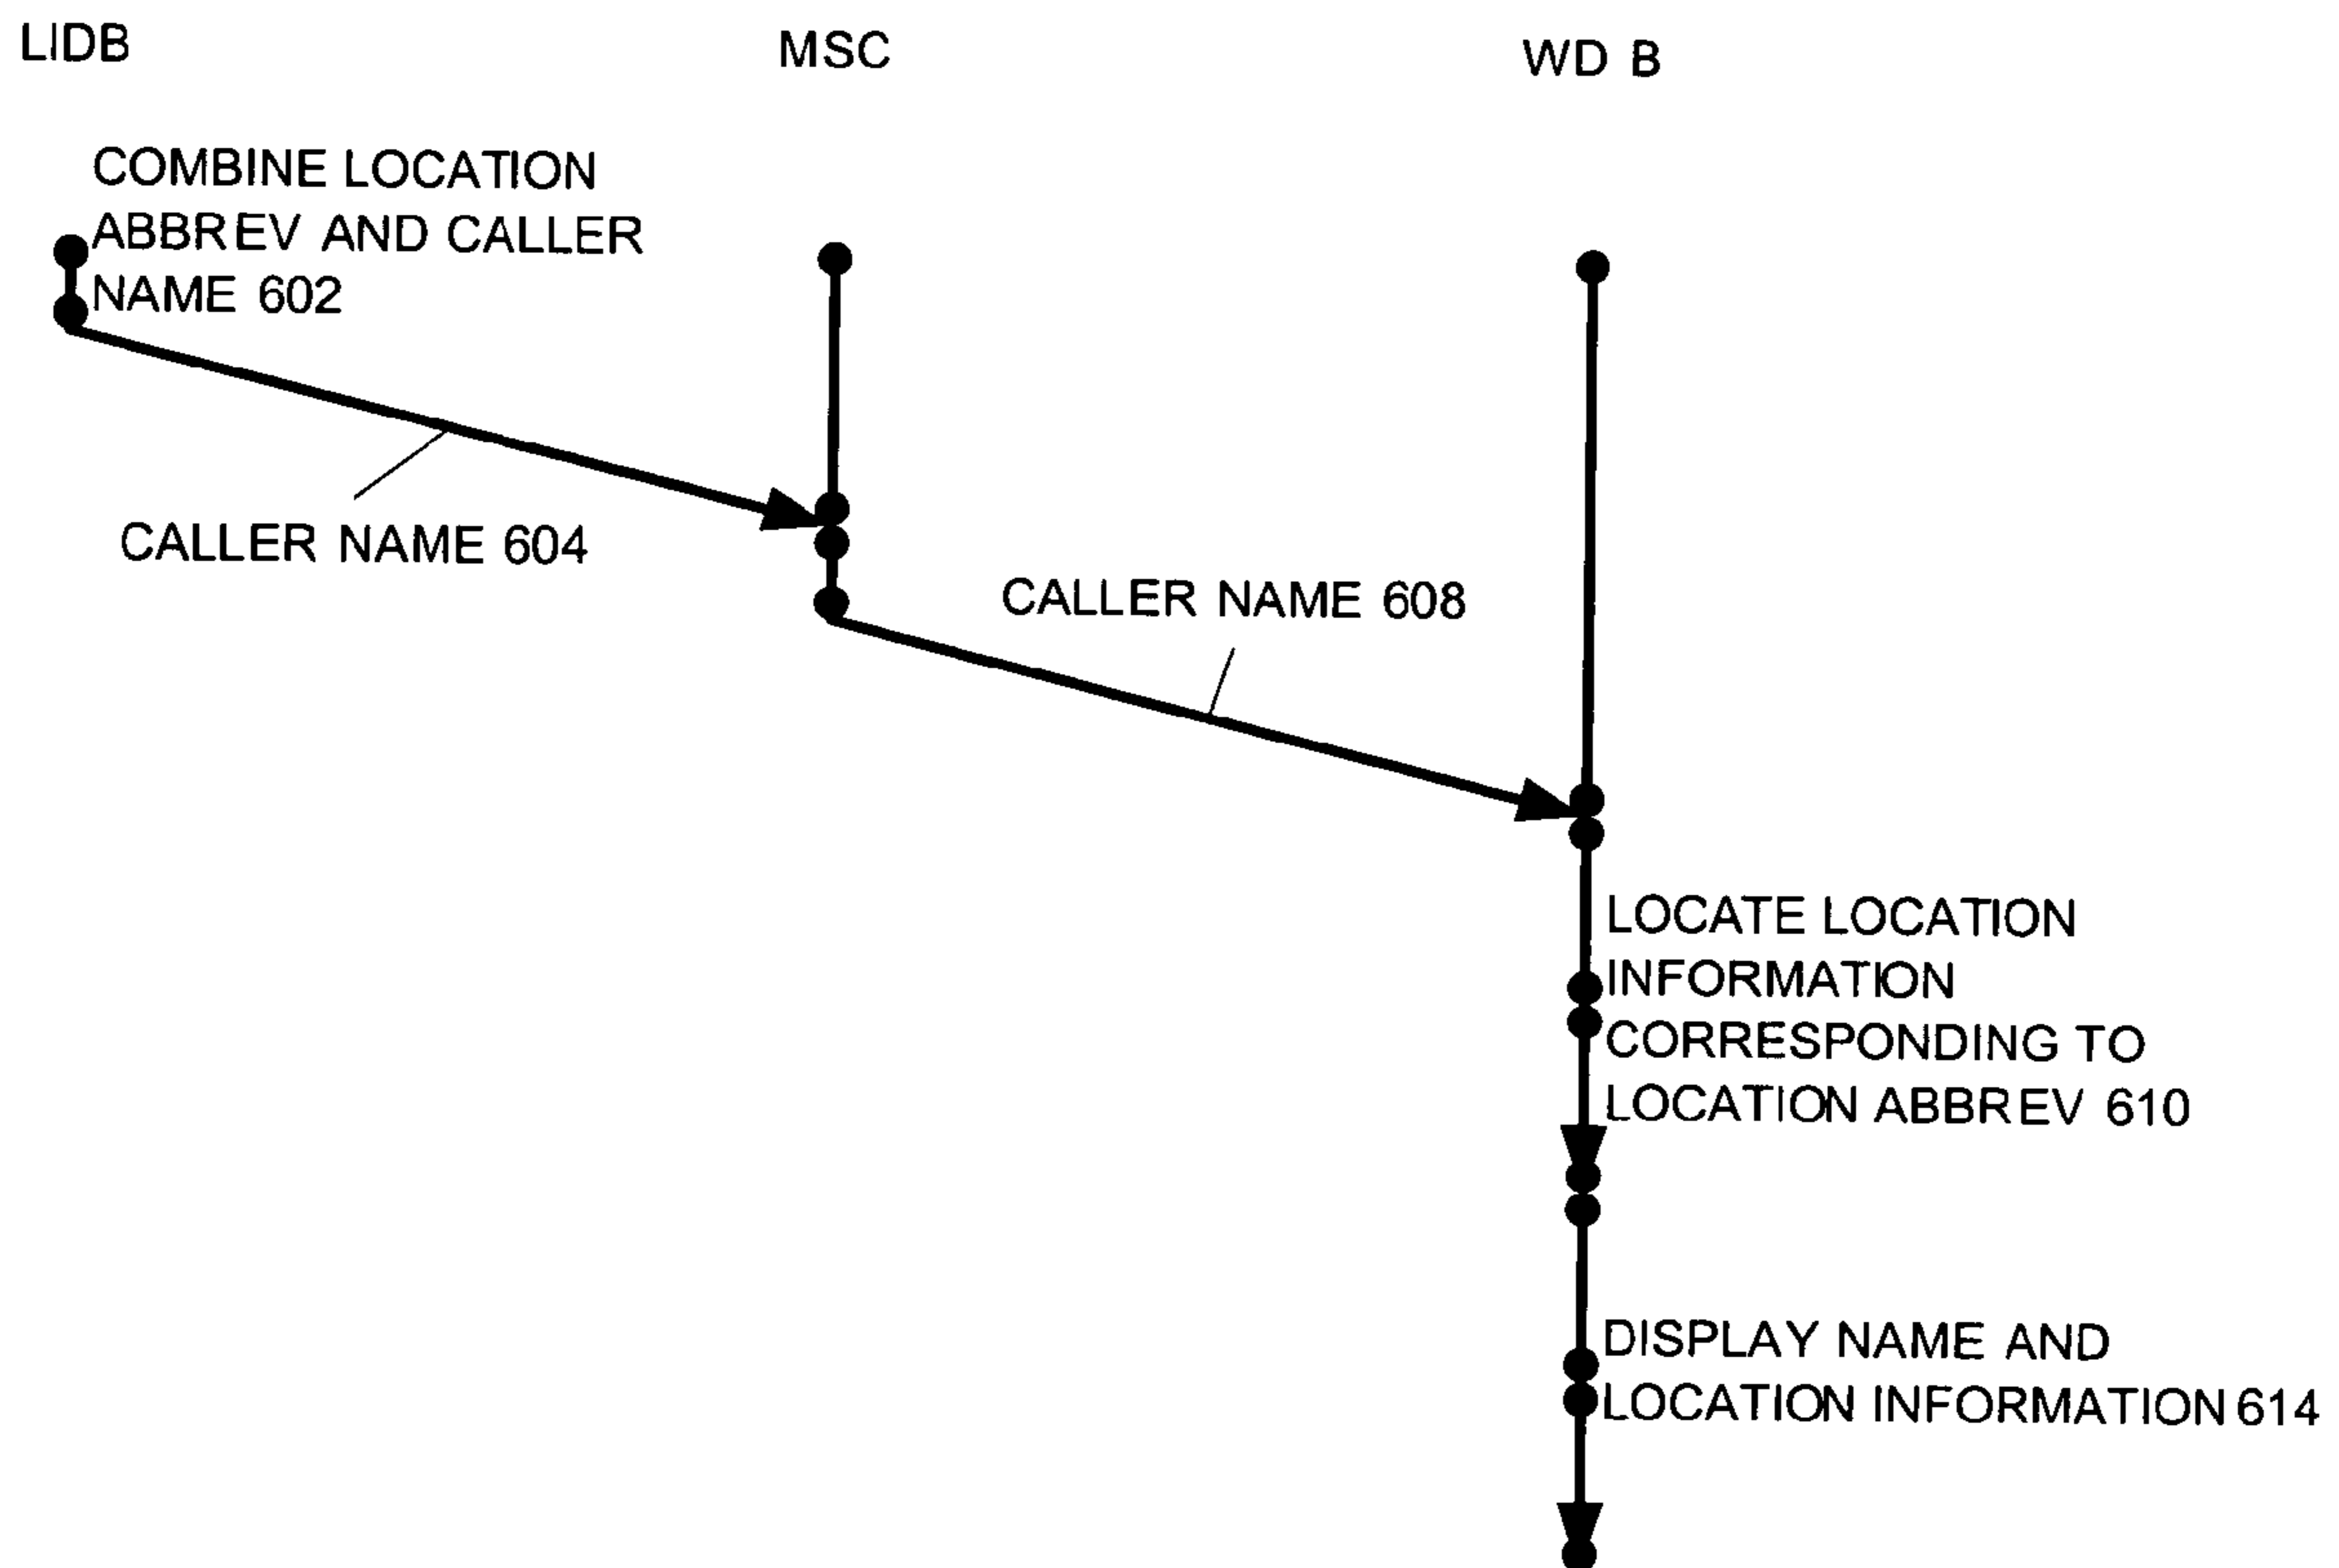 LIDB
MSC
WD B
COMBINE LOCATION
ABBREV AND CALLER
NAME 602
CALLER NAME 604
CALLER NAME 608
LOCATE LOCATION
INFORMATION
CORRESPONDING TO
LOCATION ABBREV 610
DISPLAY NAME AND
LOCATION INFORMATION 614